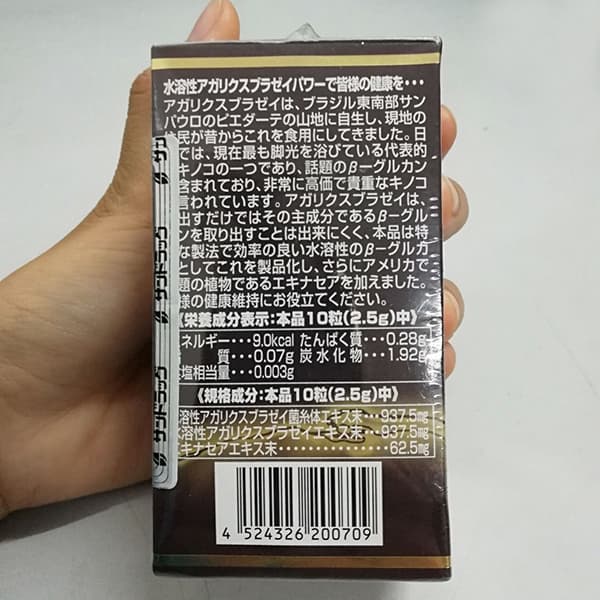 水溶性アガリクスブラゼイパワーで皆様の健康を・・・
アガリクスブラゼイは、ブラジル東南部サン
パウロのピエダーテの山地に自生し、現地の
住民が昔からこれを食用にしてきました。日
では、現在最も脚光を浴びている代表的
キノコの一つであり、話題のβーグルカン
含まれており、非常に高価で貴重なキノコ
言われています。アガリクスブラゼイは、
出すだけではその主成分であるβーグル
ンを取り出すことは出来にくく、本品は特
な製法で効率の良い水溶性のβーグルカ
としてこれを製品化し、さらにアメリカで
題の植物であるエキナセアを加えました。
様の健康維持にお役立てください。
《栄養成分表示:本品10粒(2.5g)中》
ネルギー・・・9.0kcal たんぱく質・・・0.28g
質・・・0.07g 炭水化物・・・1.92g
塩相当量・・・0.003g
《規格成分:本品10粒(2.5g)中》
水溶性アガリクスブラゼイ菌糸体エキス末・・・937.5mg
水溶性アガリクスブラゼイエキス末・・・937.5mg
キナセアエキス末・・・・・・・・・・・・62.5mg
4 524326 200709
サンドラッグ
サンドラッグ